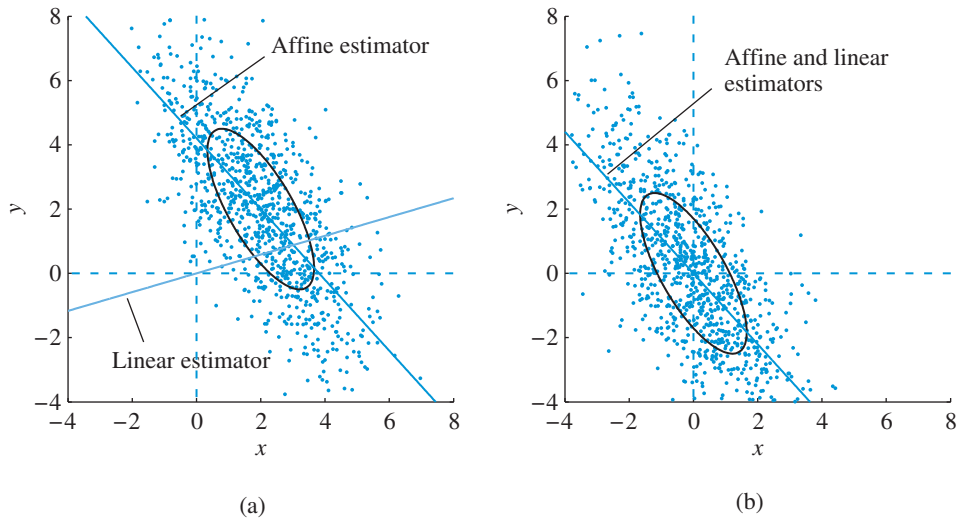 8
6
4
2
0
−2
−4
y
−4 −2 0 2 4 6 8
x
Affine estimator
Linear estimator
(a)
8
6
4
2
0
−2
−4
y
−4 −2 0 2 4 6 8
x
Affine and linear
estimators
(b)